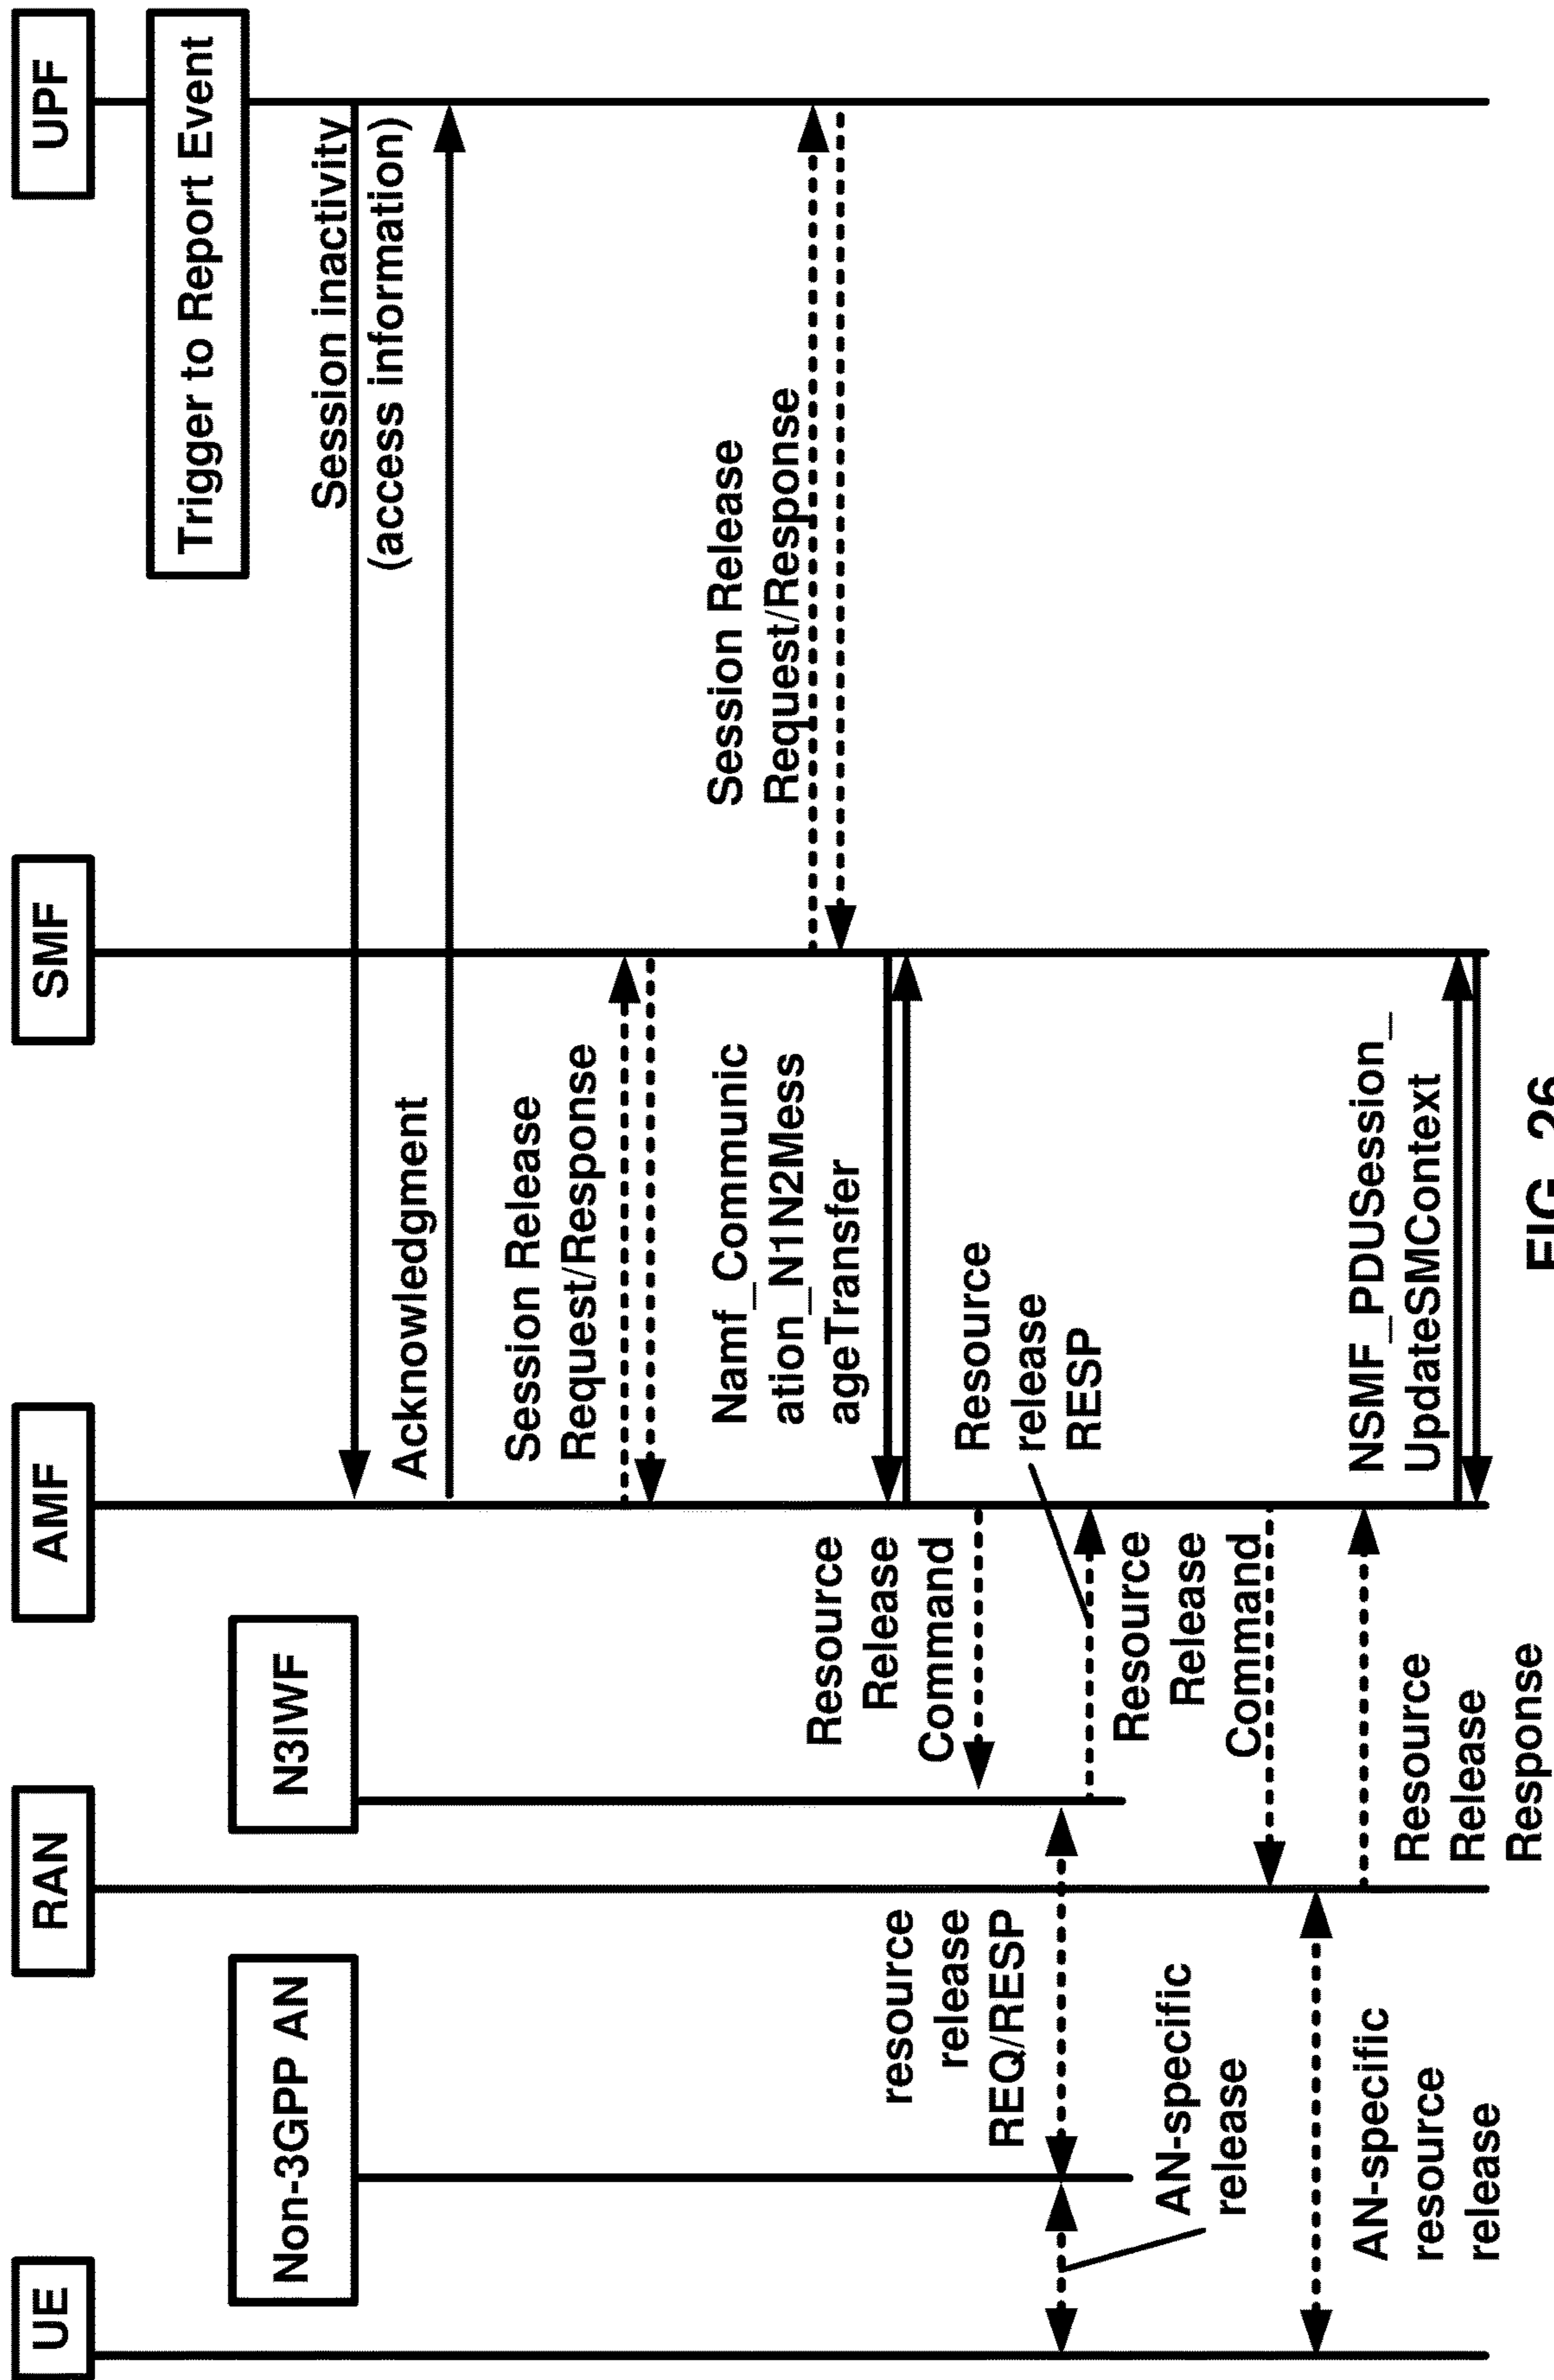 UE
Non-3GPP AN
RAN
N3IWF
AMF
SMF
UPF
Trigger to Report Event
Session inactivity
(access information)
Acknowledgment
Session Release
Request/Response
Session Release
Request/Response
Namf_Communic
ation_N1N2Mess
ageTransfer
Resource
Release
Command
Resource
release
RESP
resource
release
REQ/RESP
AN-specific
release
Resource
Release
Command
AN-specific
resource
release
Resource
Release
Response
NSMF_PDUSession_
UpdateSMContext
FIG. 26